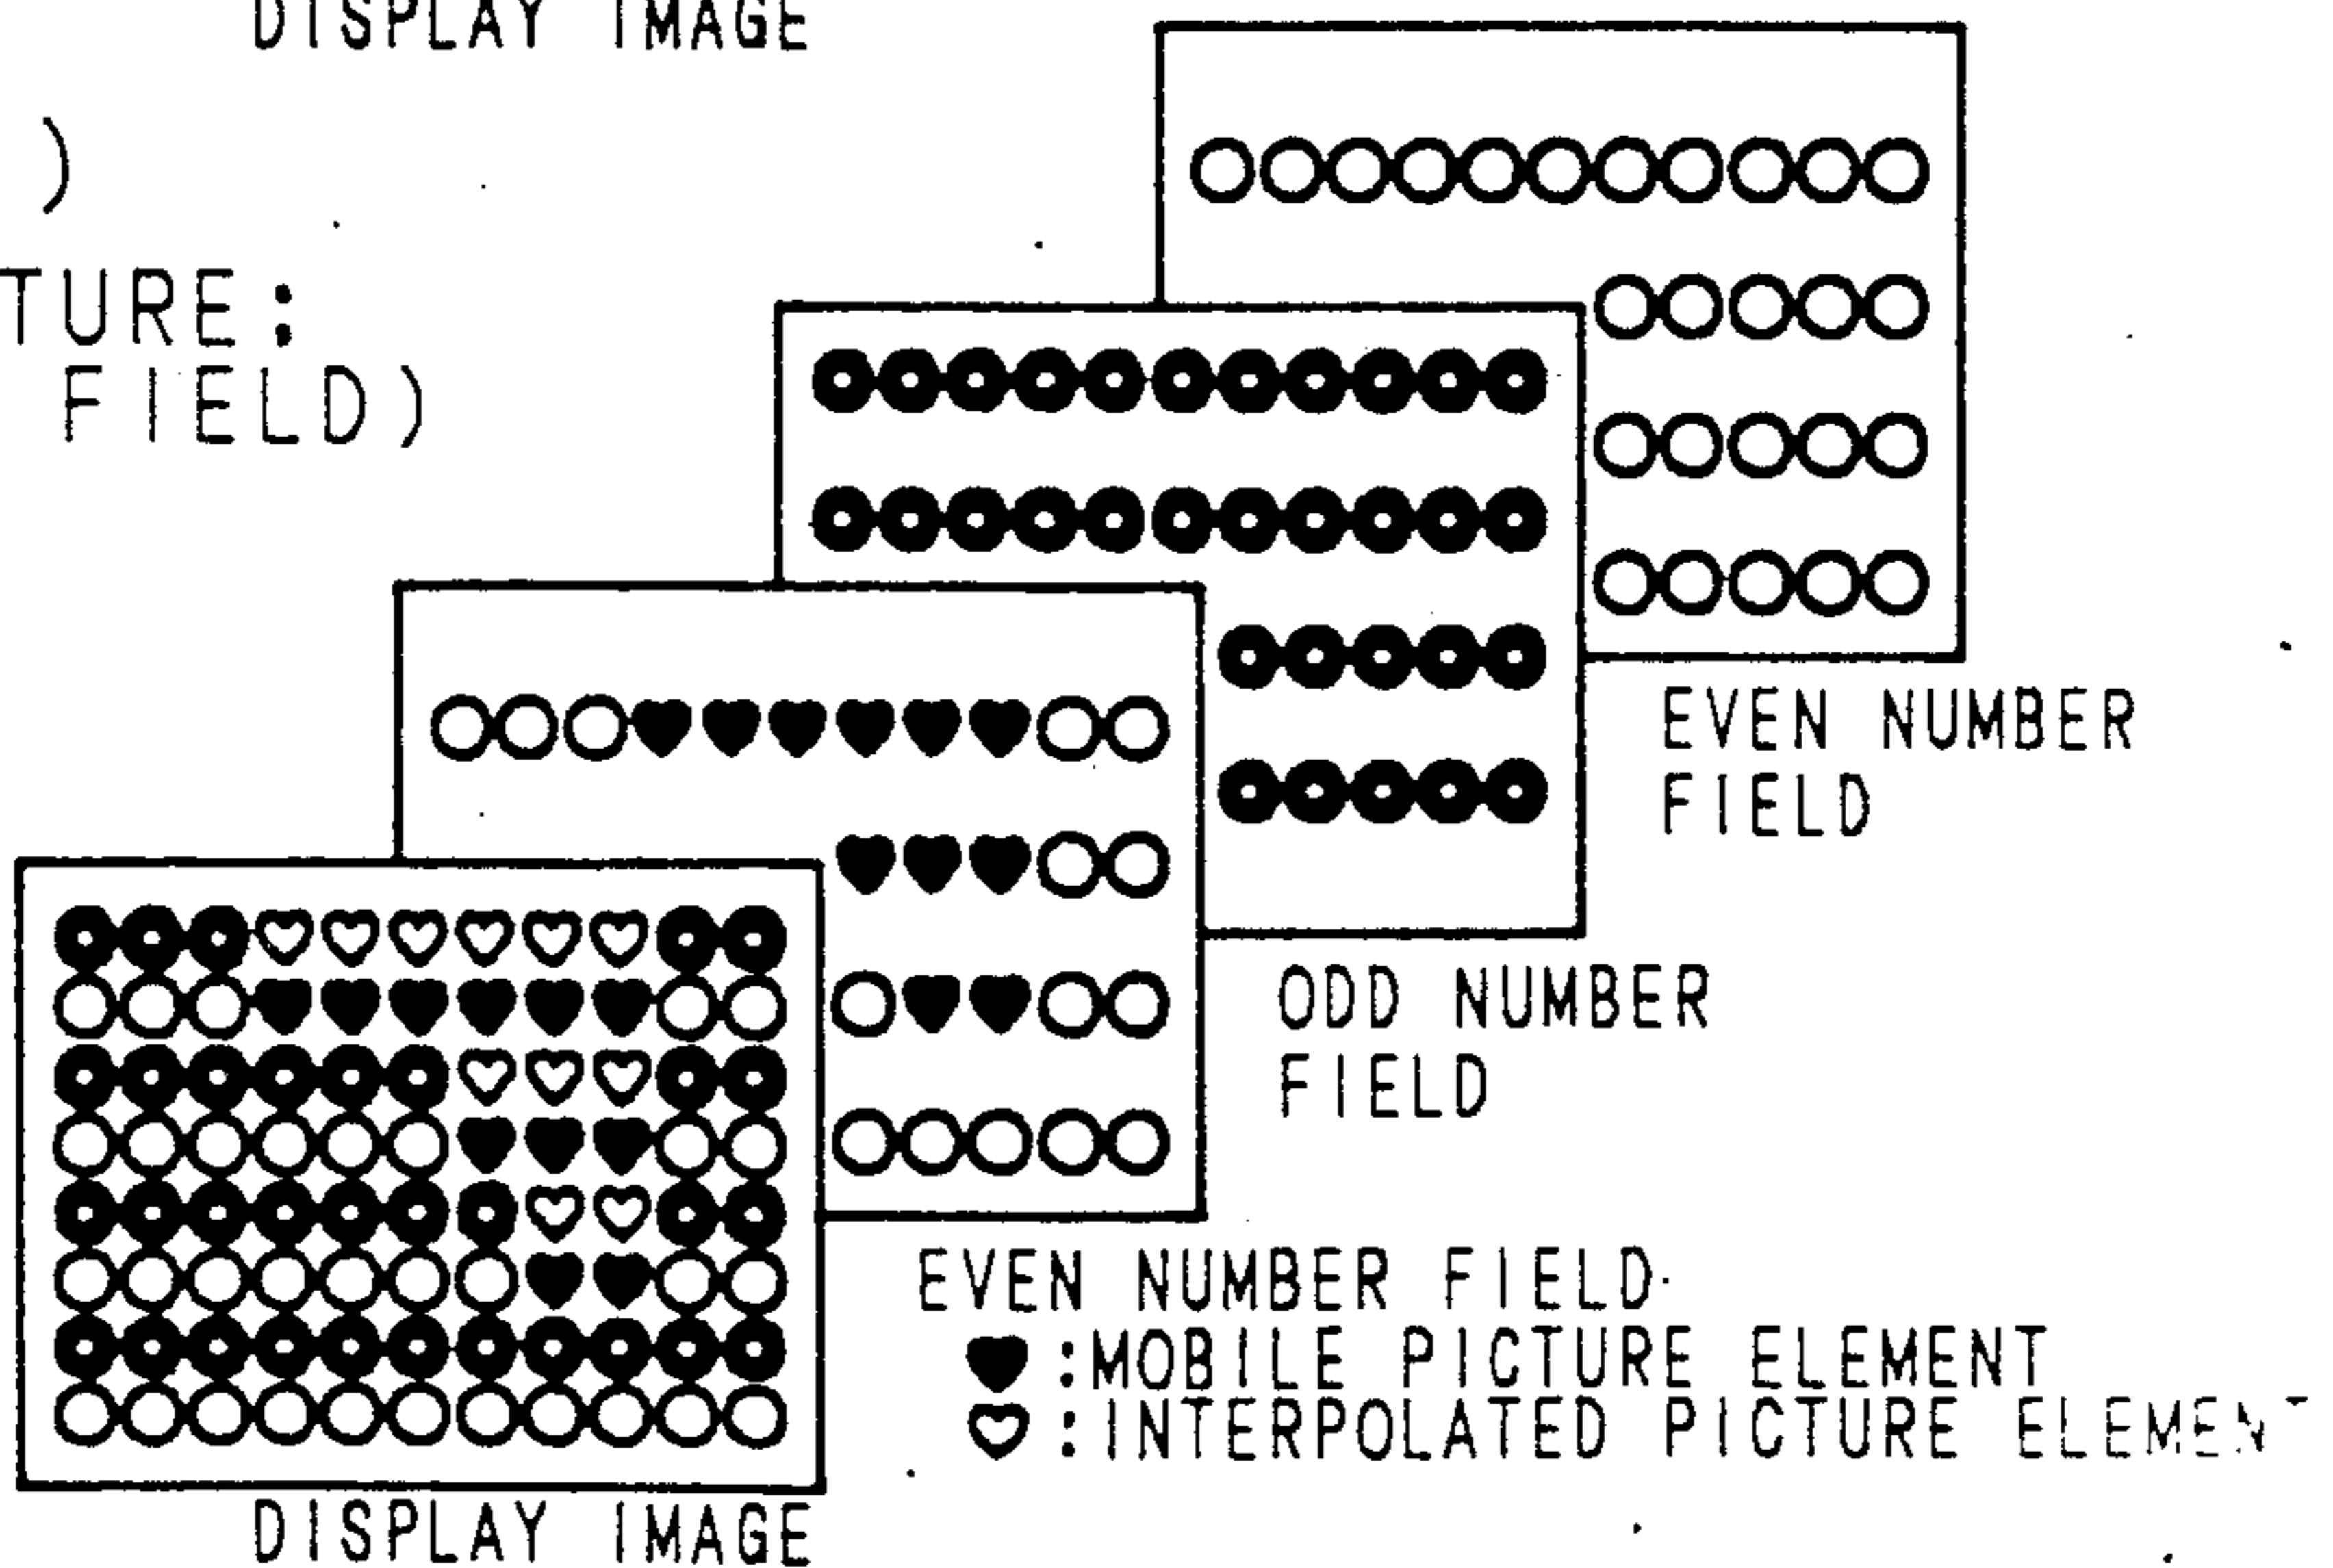 DISPLAY IMAGE
)
TURE:
FIELD)
EVEN NUMBER
FIELD
ODD NUMBER
FIELD
EVEN NUMBER FIELD
:MOBILE PICTURE ELEMENT
:INTERPOLATED PICTURE ELEMENT
DISPLAY IMAGE